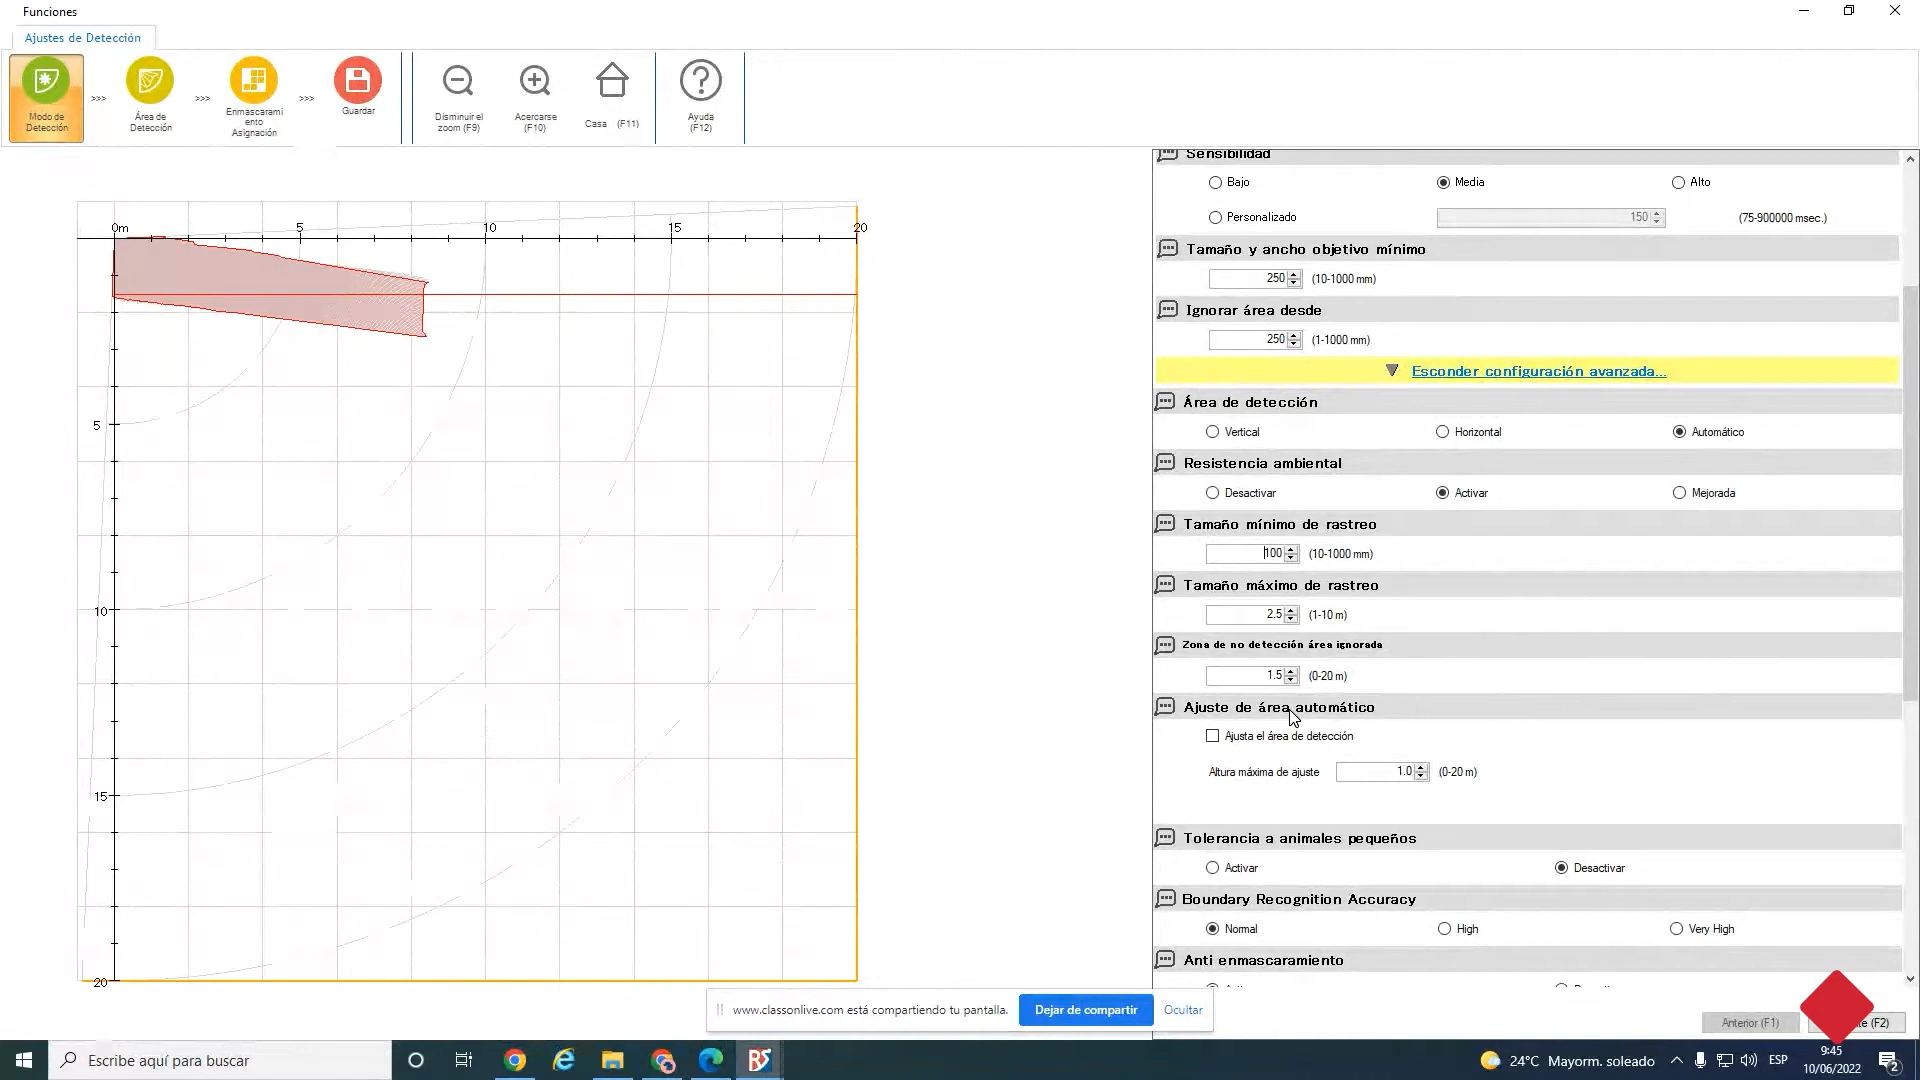 Funciones
Ajustes de Detección
Modo de
Detección
>>>
Área de
Detección
>>>
Enmascarami
ento
Asignación
>>>
Guardar
Disminuir el
zoom (F9)
Acercarse
(F10)
Casa (F11)
Ayuda
(F12)
0m 5 10 15 20
5
10
15
20
Sensibilidad
Bajo Media Alto
Personalizado 150 (75-900000 msec.)
Tamaño y ancho objetivo mínimo
250 (10-1000 mm)
Ignorar área desde
250 (1-1000 mm)
Esconder configuración avanzada...
Área de detección
Vertical Horizontal Automático
Resistencia ambiental
Desactivar Activar Mejorada
Tamaño mínimo de rastreo
100 (10-1000 mm)
Tamaño máximo de rastreo
2.5 (1-10 m)
Zona de no detección área ignorada
1.5 (0-20 m)
Ajuste de área automático
Ajusta el área de detección
Altura máxima de ajuste 1.0 (0-20 m)
Tolerancia a animales pequeños
Activar Desactivar
Boundary Recognition Accuracy
Normal High Very High
Anti enmascaramiento
www.classonlive.com está compartiendo tu pantalla. Dejar de compartir Ocultar
Anterior (F1) (F2)
Escribe aquí para buscar
24°C Mayorm. soleado ESP
9:45
10/06/2022
2